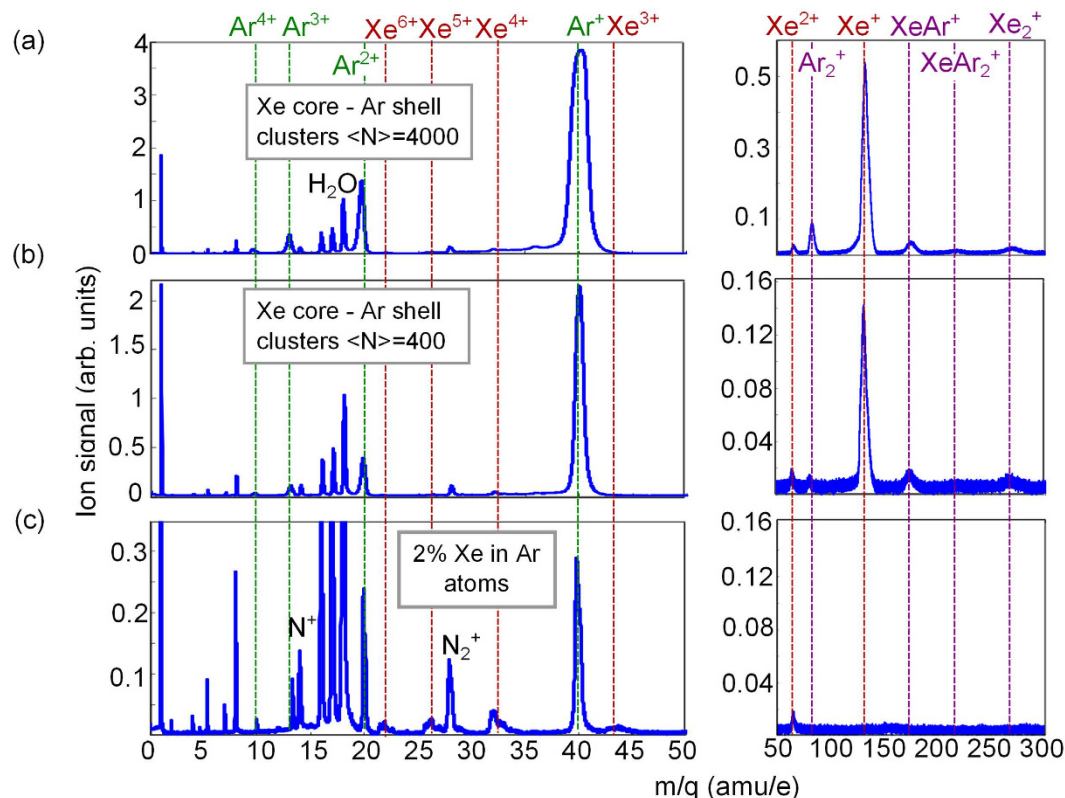 (a)
Ar⁴⁺ Ar³⁺ Xe⁶⁺ Xe⁵⁺ Xe⁴⁺ Ar⁺ Xe³⁺
Ar²⁺
Xe²⁺ Xe⁺ XeAr⁺ Xe₂⁺
Ar₂⁺ XeAr₂⁺
4
3
2
1
0
Xe core - Ar shell
clusters <N>=4000
H₂O
0.5
0.3
0.1
(b)
2
1.5
1
0.5
0
Xe core - Ar shell
clusters <N>=400
0.16
0.12
0.08
0.04
Ion signal (arb. units)
(c)
0.3
0.2
0.1
2% Xe in Ar
atoms
N⁺
N₂⁺
0.16
0.12
0.08
0.04
0 5 10 15 20 25 30 35 40 45 50
50 100 150 200 250 300
m/q (amu/e)